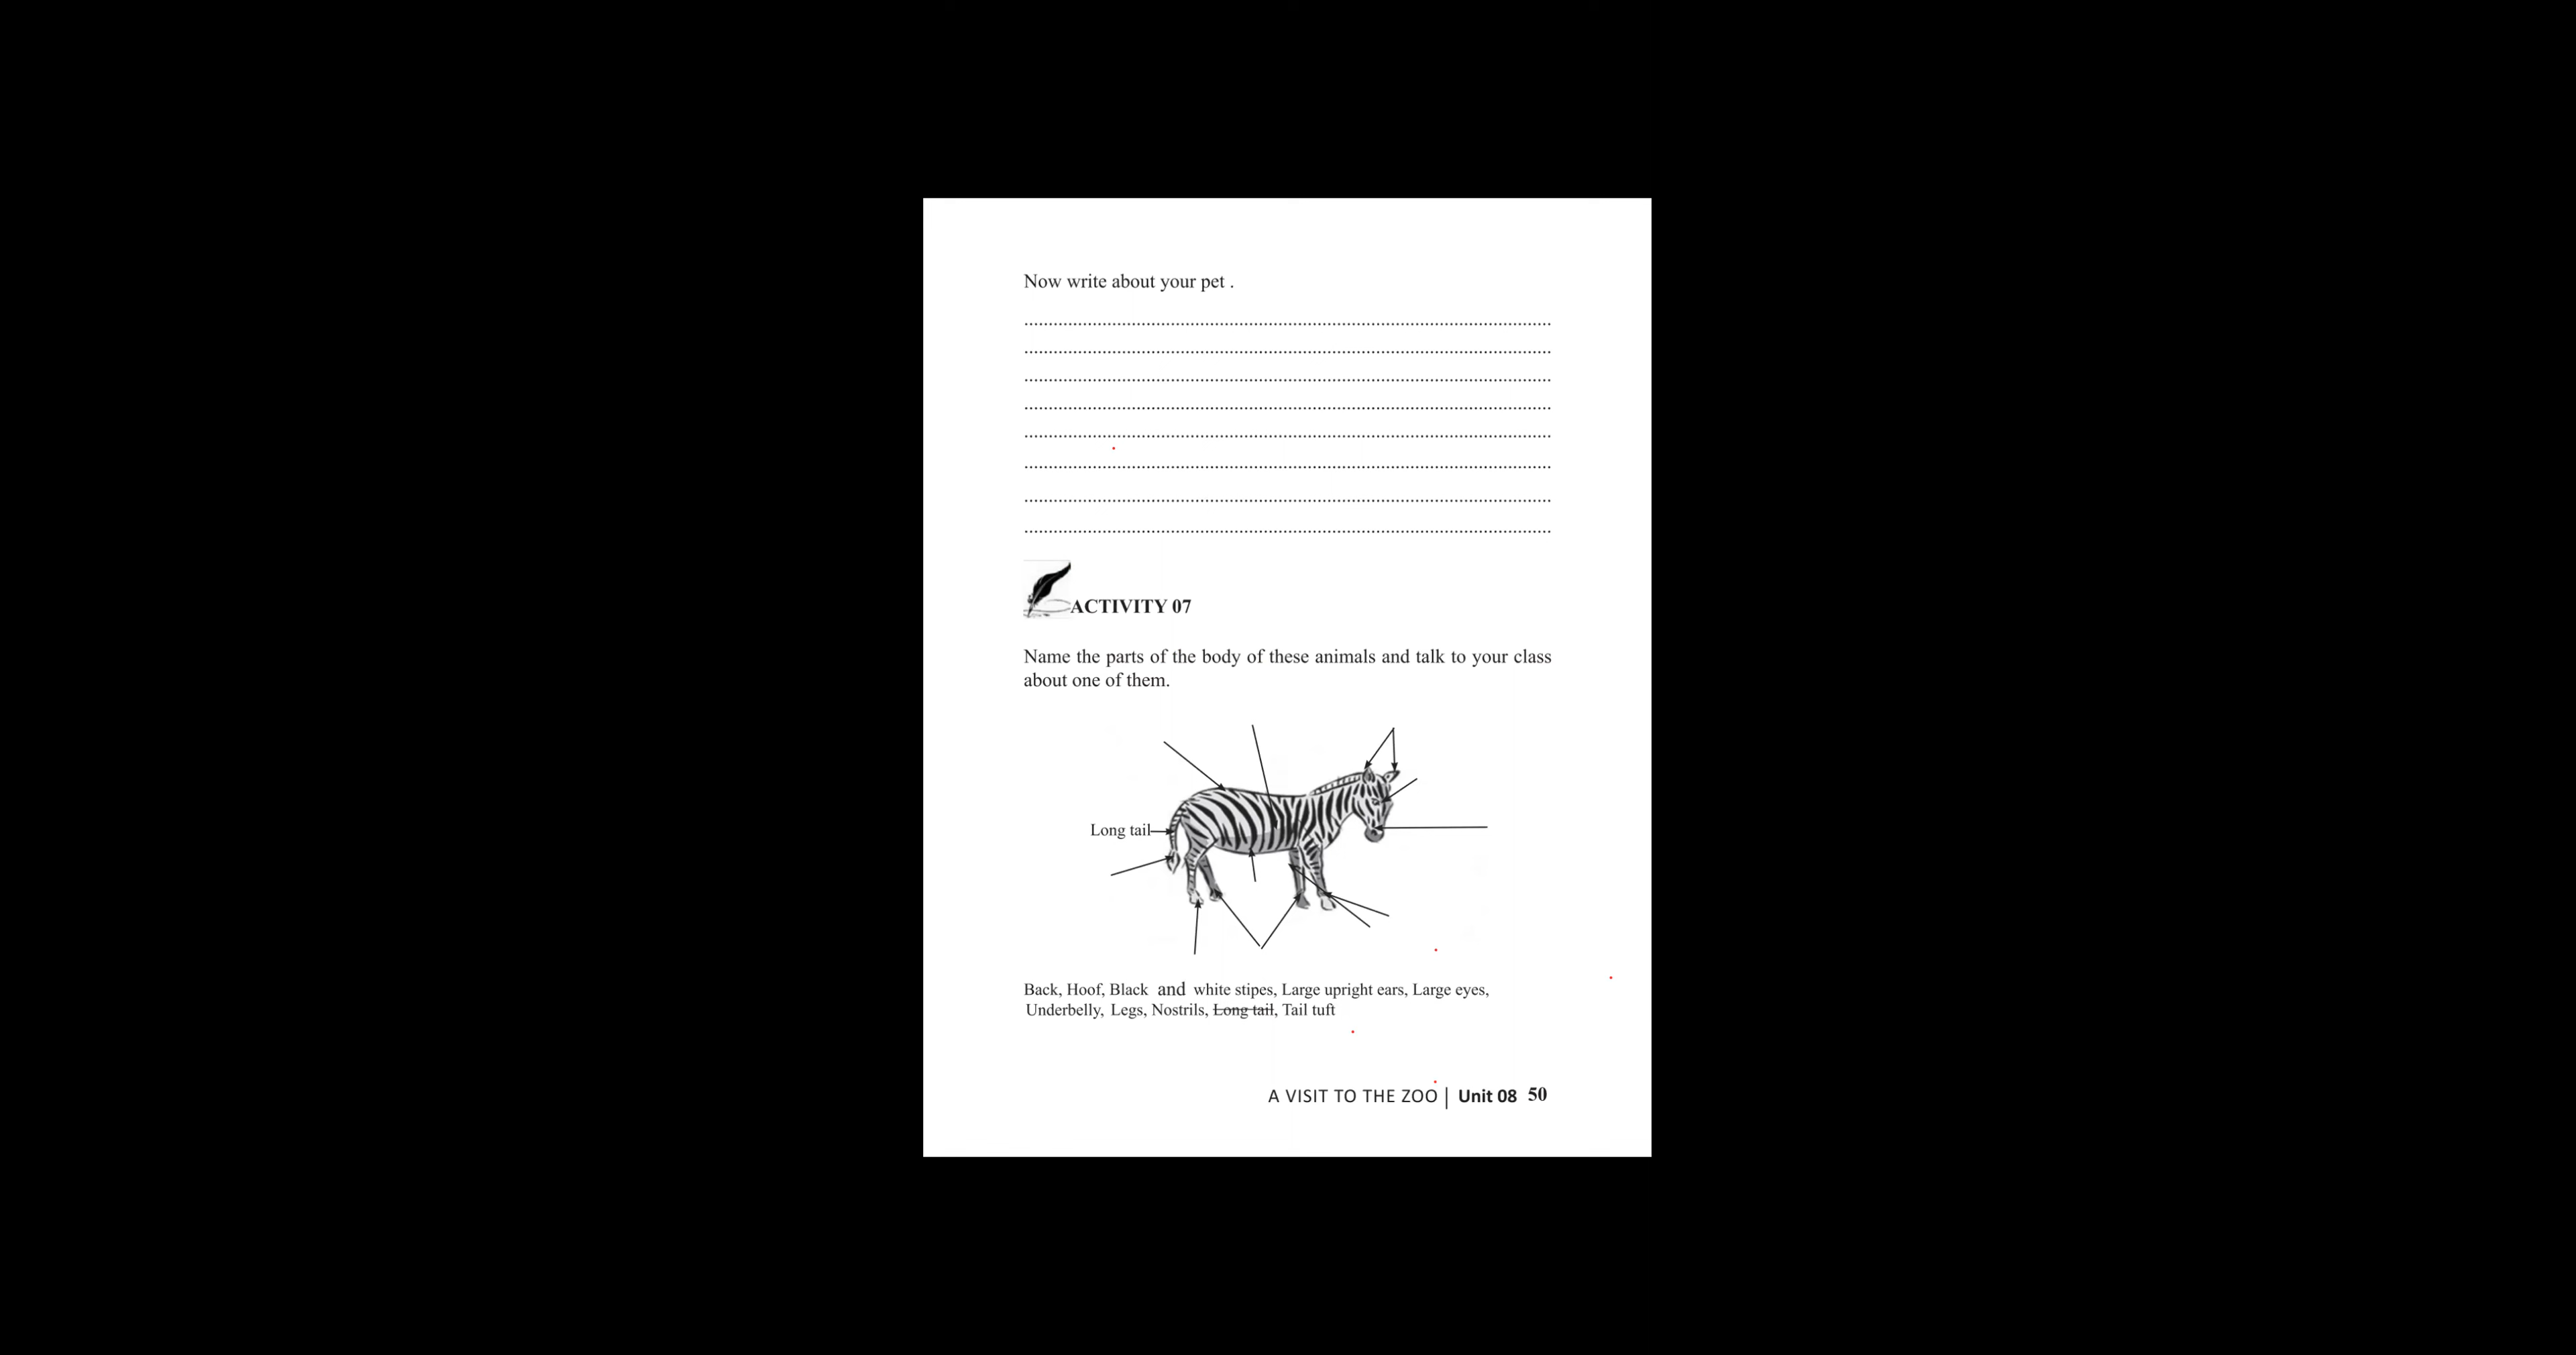 Now write about your pet .
................................................................................................................
................................................................................................................
................................................................................................................
................................................................................................................
................................................................................................................
................................................................................................................
................................................................................................................
................................................................................................................
ACTIVITY 07
Name the parts of the body of these animals and talk to your class
about one of them.
Long tail
Back, Hoof, Black and white stipes, Large upright ears, Large eyes,
Underbelly, Legs, Nostrils, Long tail, Tail tuft
A VISIT TO THE ZOO | Unit 08 50